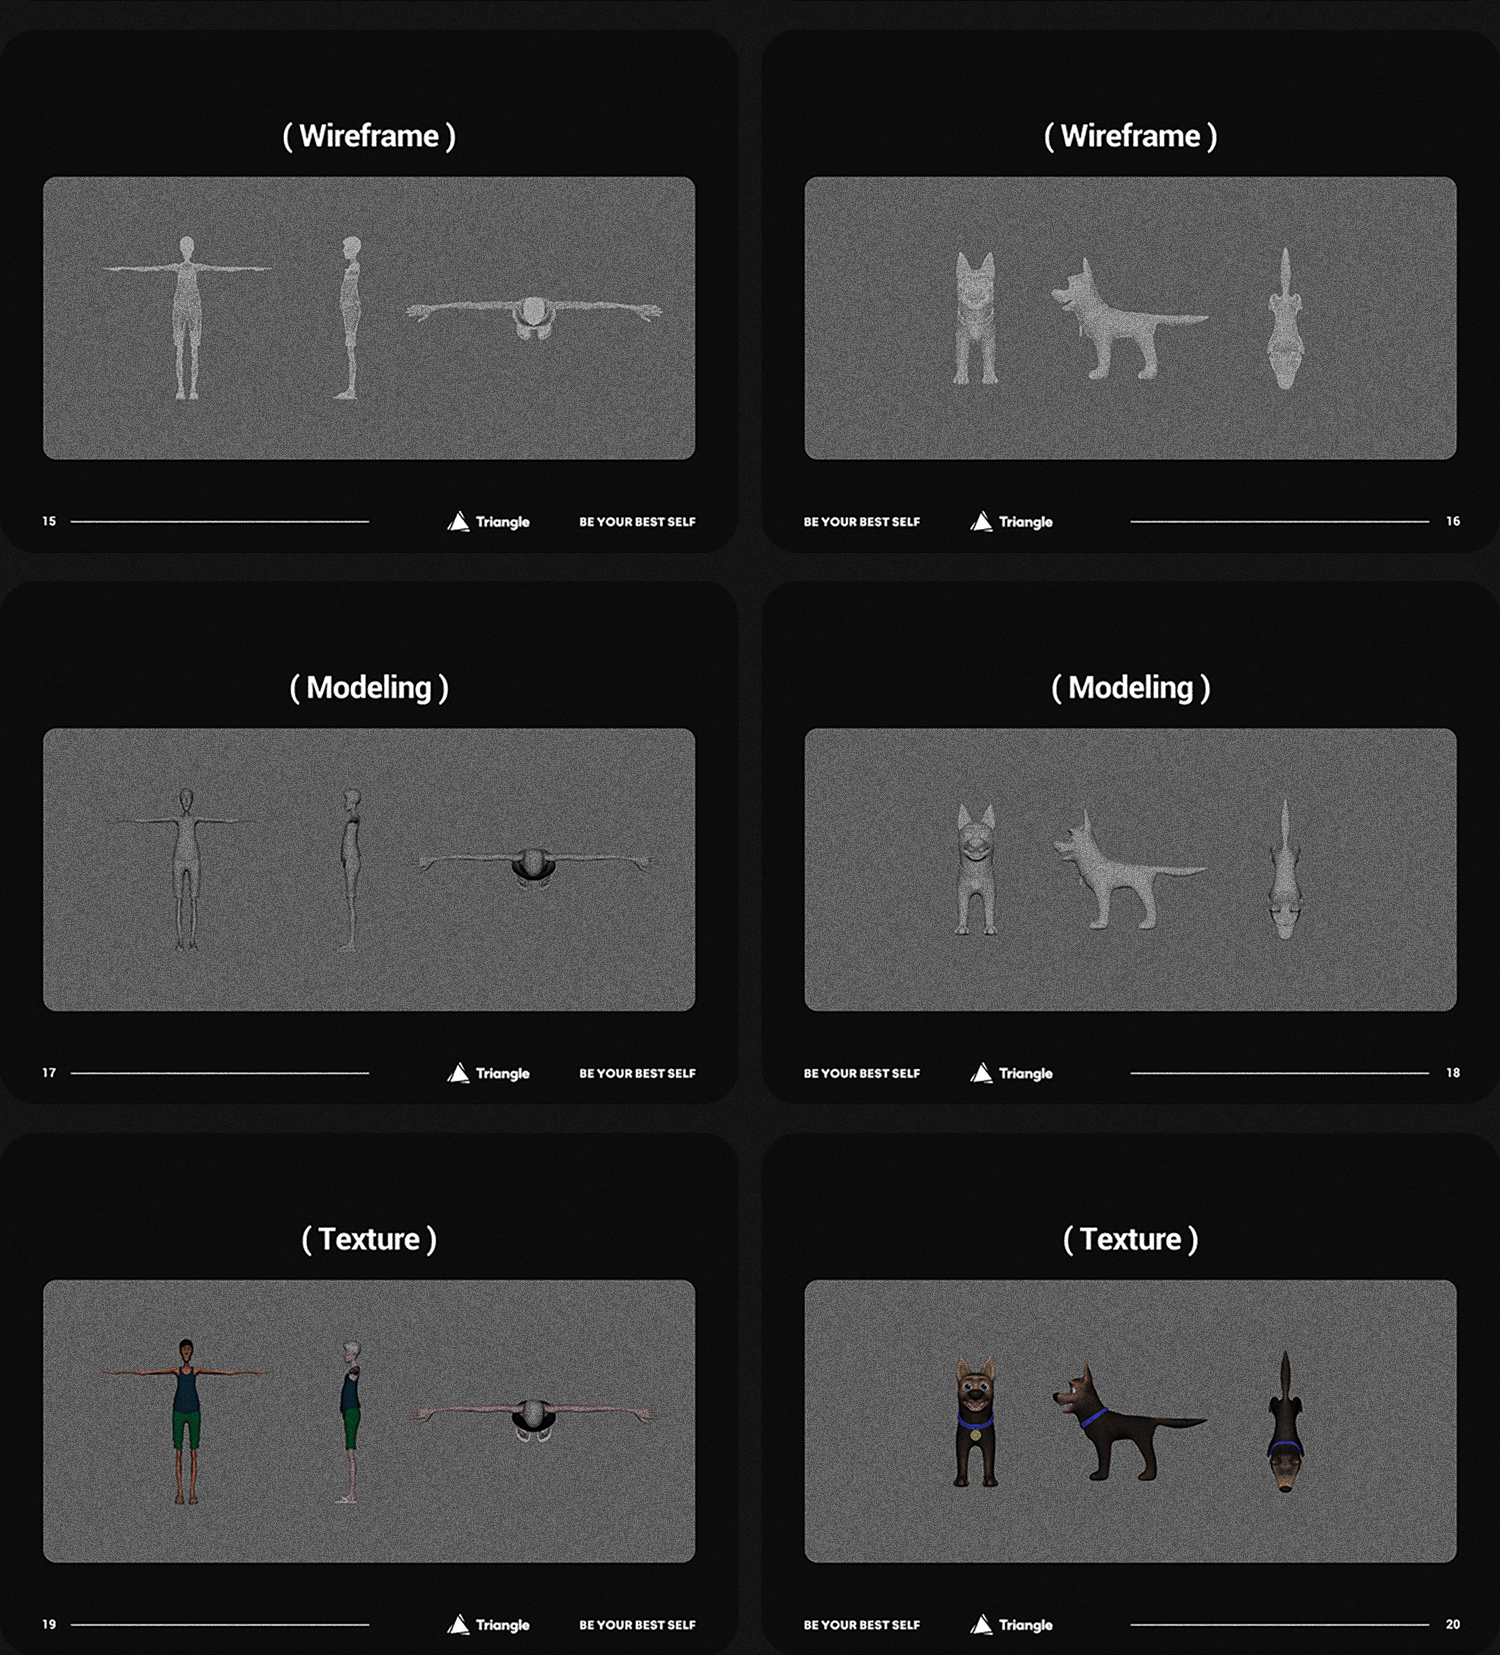 ( Wireframe )
15 Triangle BE YOUR BEST SELF
( Wireframe )
BE YOUR BEST SELF Triangle 16
( Modeling )
17 Triangle BE YOUR BEST SELF
( Modeling )
BE YOUR BEST SELF Triangle 18
( Texture )
19 Triangle BE YOUR BEST SELF
( Texture )
BE YOUR BEST SELF Triangle 20